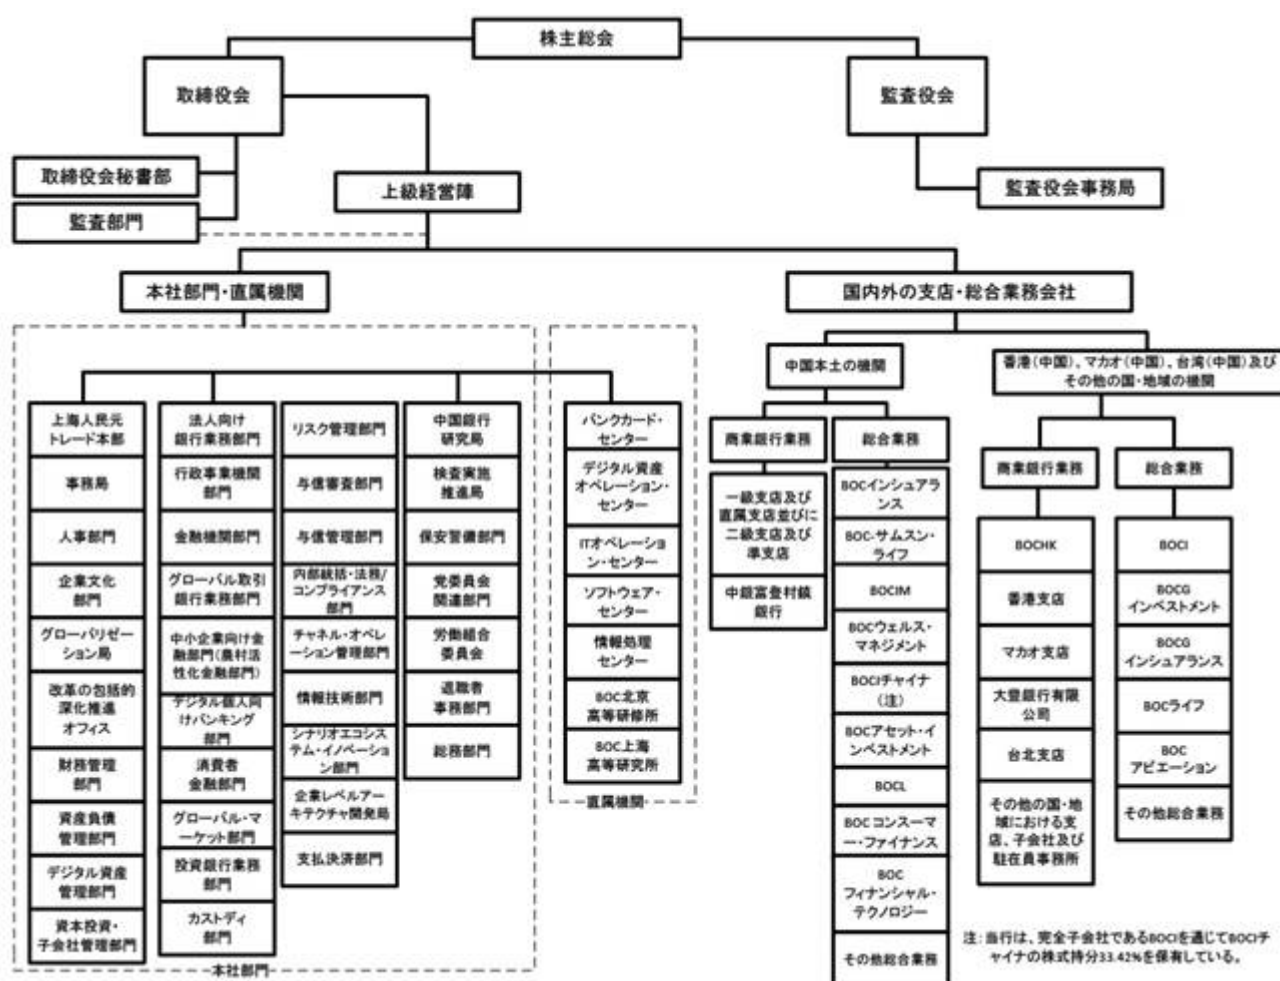 株主総会
取締役会
監査役会
取締役会秘書部
監査部門
上級経営陣
監査役会事務局
本社部門・直属機関
国内外の支店・総合業務会社
上海人民元
トレード本部
事務局
人事部門
企業文化
部門
グローバリゼー
ション局
改革の包括的
深化推進
オフィス
財務管理
部門
資産負債
管理部門
デジタル資産
管理部門
資本投資・
子会社管理部門
法人向け
銀行業務部門
行政事業機関
部門
金融機関部門
グローバル取引
銀行業務部門
中小企業向け金
融部門(農村活
性化金融部門)
デジタル個人向
けバンキング
部門
消費者
金融部門
グローバル・マ
ーケット部門
投資銀行業務
部門
カストディ
部門
リスク管理部門
与信審査部門
与信管理部門
内部統括・法務/
コンプライアンス
部門
チャネル・オペレ
ーション管理部門
情報技術部門
シナリオエコシス
テム・イノベーショ
ン部門
企業レベルアー
キテクチャ開発局
支払決済部門
中国銀行
研究局
検査実施
推進局
保安警備部門
党委員会
関連部門
労働組合
委員会
退職者
事務部門
総務部門
本社部門
バンクカード・
センター
デジタル資産
オペレーション・
センター
ITオペレーショ
ン・センター
ソフトウェア・
センター
情報処理
センター
BOC北京
高等研修所
BOC上海
高等研究所
直属機関
中国本土の機関
商業銀行業務
一級支店及び
直属支店並びに
二級支店及び
準支店
中銀富登村鎮
銀行
総合業務
BOCインシュアラ
ンス
BOC-サムスン・
ライフ
BOCIM
BOCウェルス・
マネジメント
BOCIチャイナ
(注)
BOCアセット・イ
ンベストメント
BOCL
BOC コンスーマ
ー・ファイナンス
BOC
フィナンシャル・
テクノロジー
その他総合業務
香港(中国)、マカオ(中国)、台湾(中国)及び
その他の国・地域の機関
商業銀行業務
BOCHK
香港支店
マカオ支店
大豊銀行有限
公司
台北支店
その他の国・地
域における支
店、子会社及び
駐在員事務所
総合業務
BOCI
BOCG
インベストメント
BOCG
インシュアランス
BOCライフ
BOC
アビエーション
その他総合業務
注: 当行は、完全子会社であるBOCIを通じてBOCIチ
ャイナの株式持分33.42%を保有している。